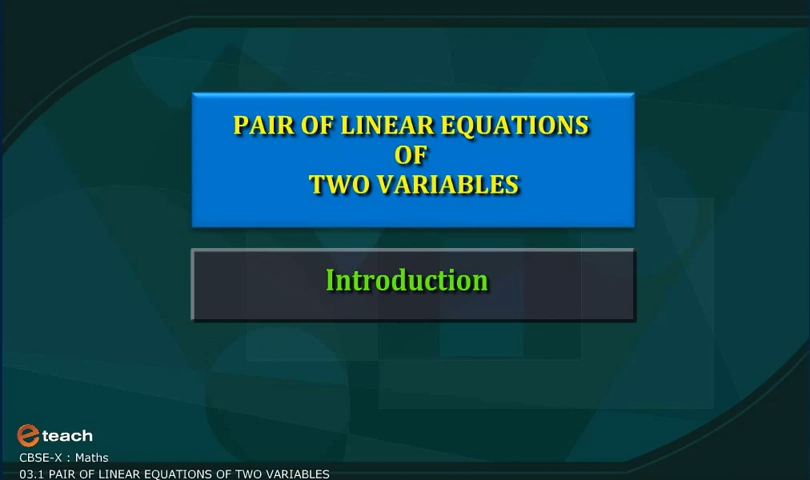 PAIR OF LINEAR EQUATIONS
OF
TWO VARIABLES
Introduction
e teach
CBSE-X : Maths
03.1 PAIR OF LINEAR EQUATIONS OF TWO VARIABLES